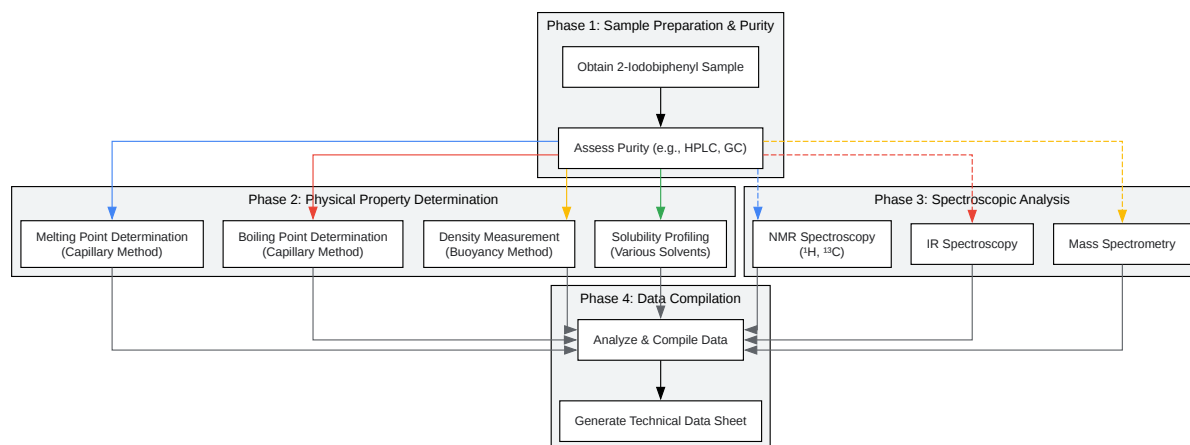 Phase 1: Sample Preparation & Purity
Obtain 2-Iodobiphenyl Sample
Assess Purity (e.g., HPLC, GC)
Phase 2: Physical Property Determination
Melting Point Determination
(Capillary Method)
Boiling Point Determination
(Capillary Method)
Density Measurement
(Buoyancy Method)
Solubility Profiling
(Various Solvents)
Phase 3: Spectroscopic Analysis
NMR Spectroscopy
(¹H, ¹³C)
IR Spectroscopy
Mass Spectrometry
Phase 4: Data Compilation
Analyze & Compile Data
Generate Technical Data Sheet